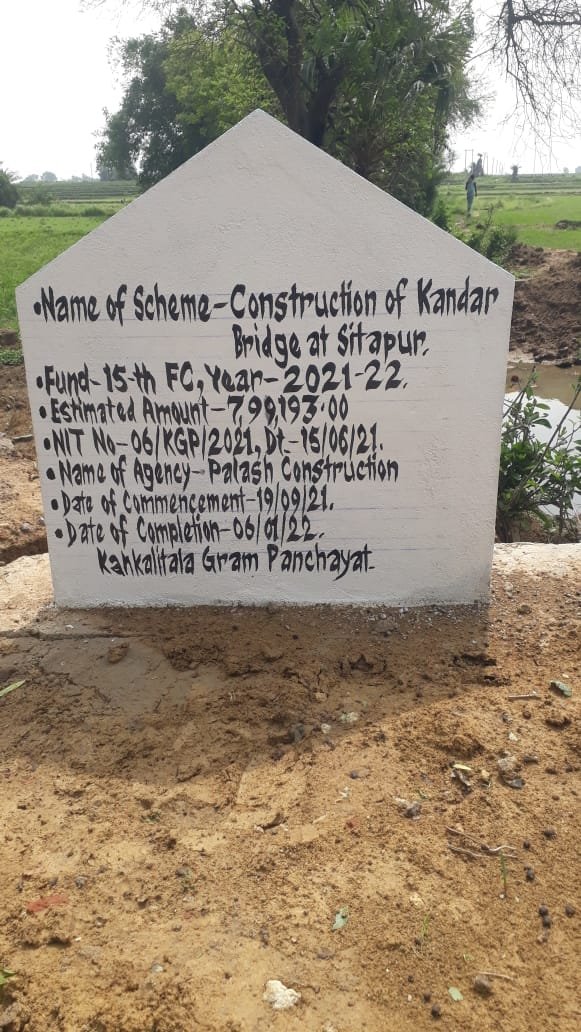 •Name of Scheme-Construction of Kandar
Bridge at Sitapur.
•Fund-15-th FC, Year-2021-22.
•Estimated Amount-7,99,193.00
•NIT No-06/KGP/2021, Dt-15/06/21.
•Name of Agency-Palash Construction
•Date of Commencement-19/09/21.
•Date of Completion-06/01/22.
Kankalitala Gram Panchayat-